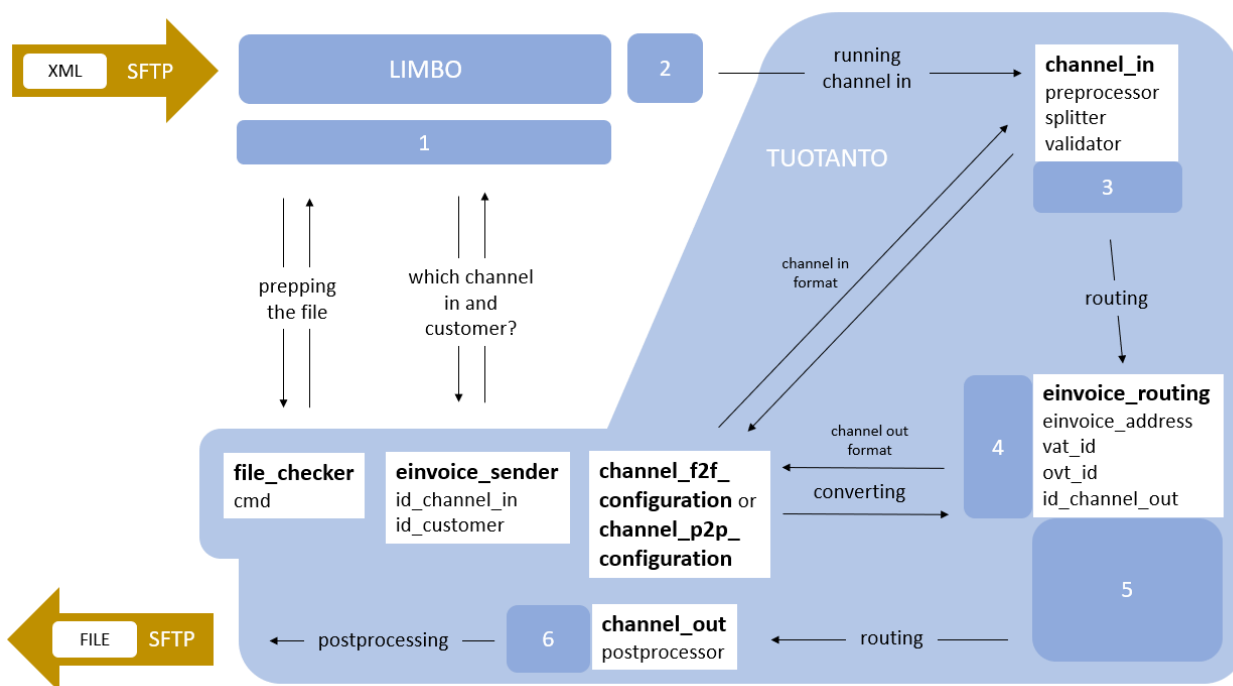 XML
SFTP
LIMBO
2
running
channel in
channel_in
preprocessor
splitter
validator
1
TUOTANTO
3
prepping
the file
which channel
in and
customer?
channel in
format
routing
einvoice_routing
einvoice_address
vat_id
ovt_id
id_channel_out
4
channel out
format
converting
file_checker
cmd
einvoice_sender
id_channel_in
id_customer
channel_f2f_
configuration or
channel_p2p_
configuration
5
FILE
SFTP
postprocessing
6
channel_out
postprocessor
routing